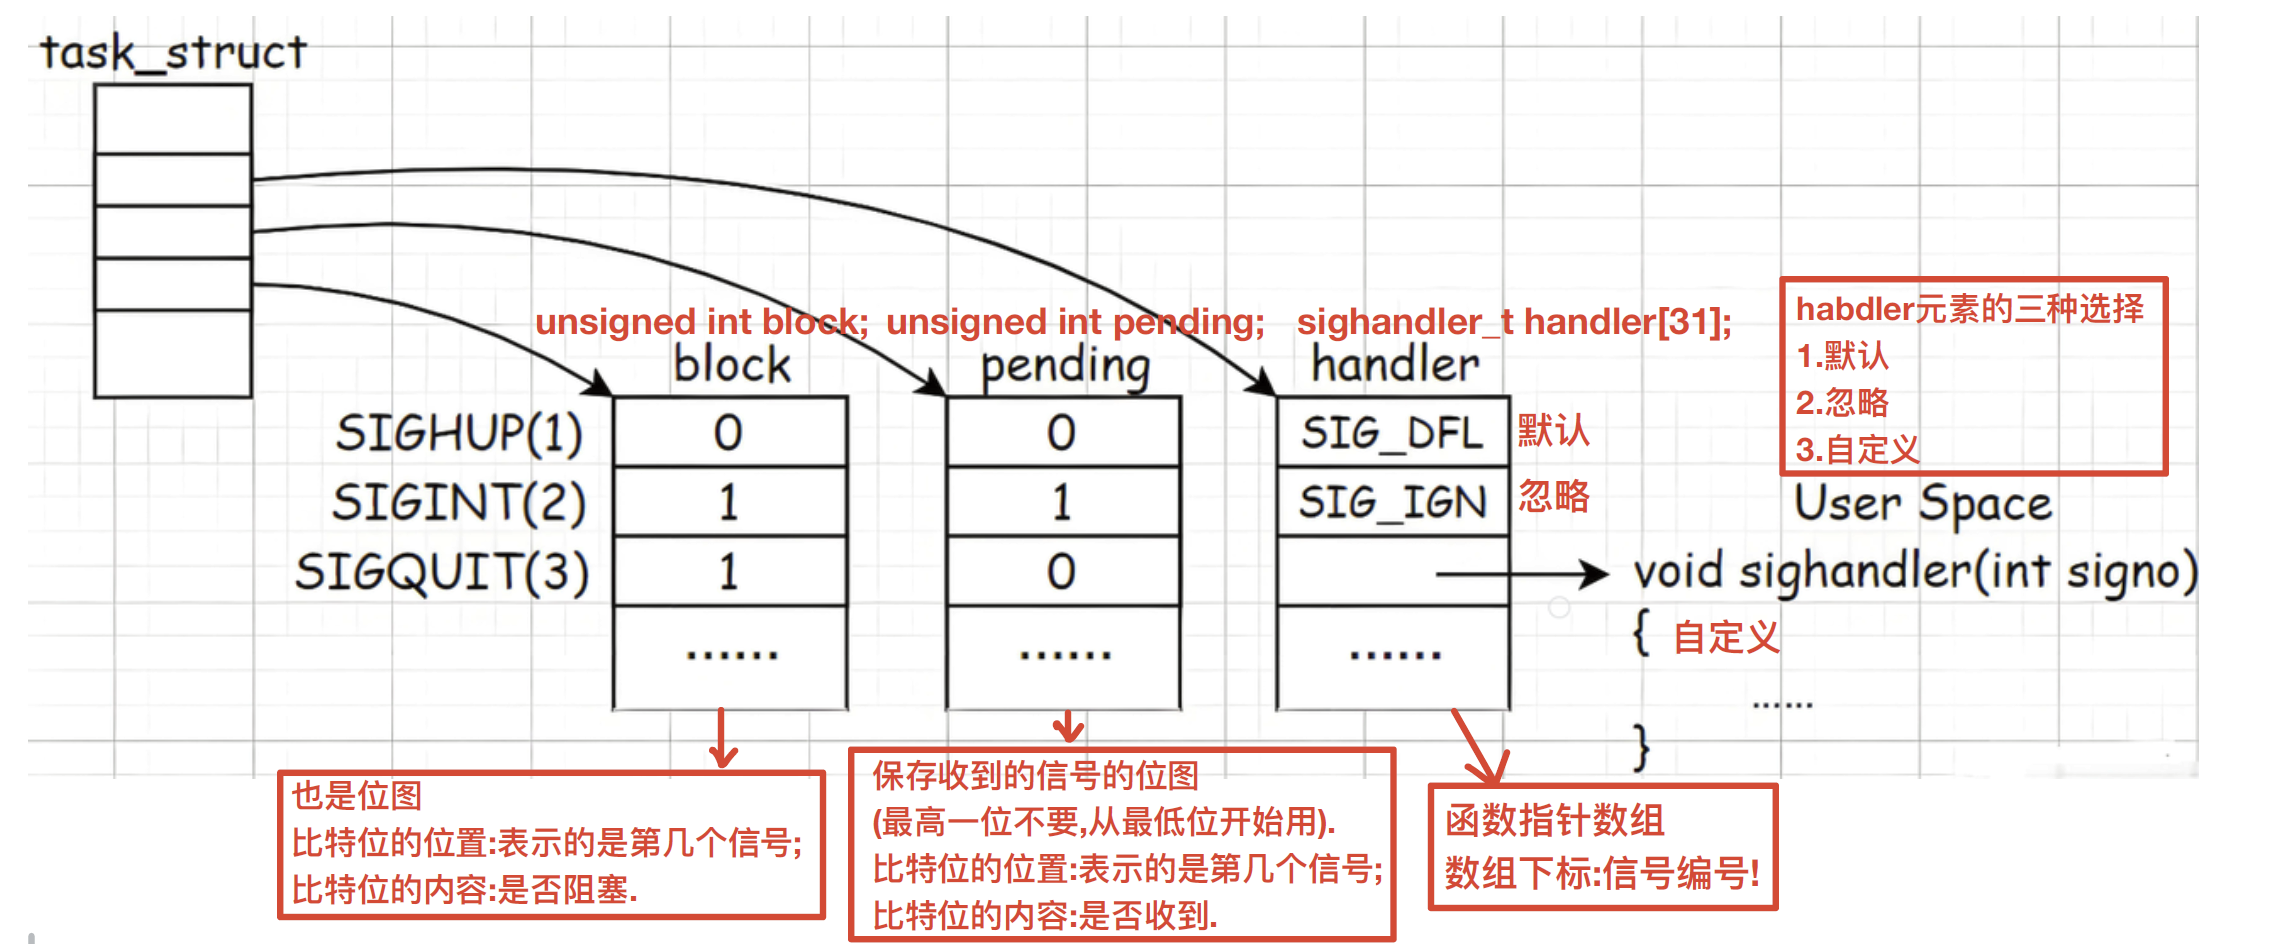 task_struct
unsigned int block; unsigned int pending; sighandler_t handler[31];
block pending handler
habdler元素的三种选择
1.默认
2.忽略
3.自定义
SIGHUP(1) 0 0 SIG_DFL 默认
SIGINT(2) 1 1 SIG_IGN 忽略
User Space
SIGQUIT(3) 1 0 void sighandler(int signo)
{ 自定义
...... ...... ......
......
}
也是位图
比特位的位置:表示的是第几个信号;
比特位的内容:是否阻塞.
保存收到的信号的位图
(最高一位不要,从最低位开始用).
比特位的位置:表示的是第几个信号;
比特位的内容:是否收到.
函数指针数组
数组下标:信号编号!